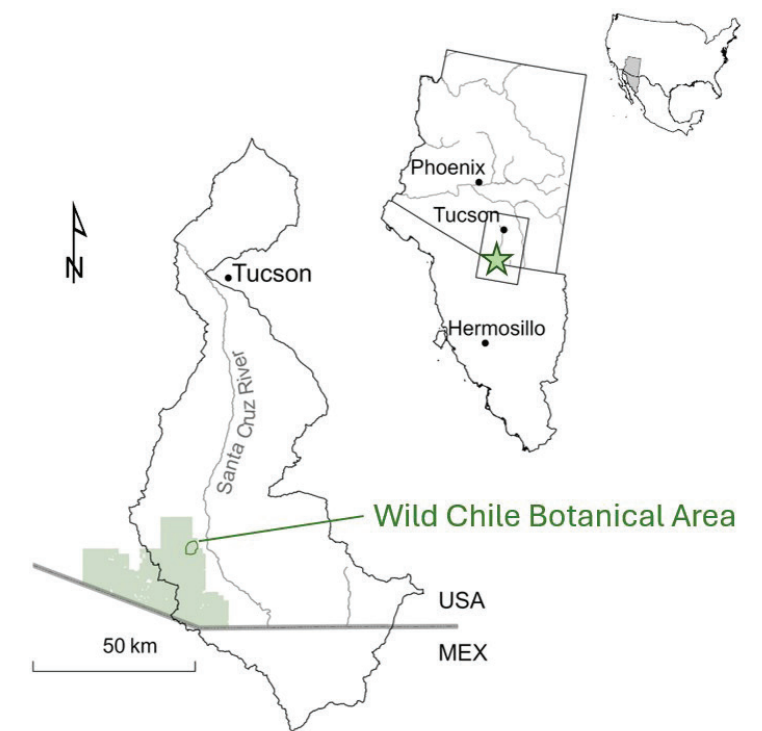 Phoenix
Tucson
Hermosillo
N
Tucson
Santa Cruz River
Wild Chile Botanical Area
USA
50 km
MEX